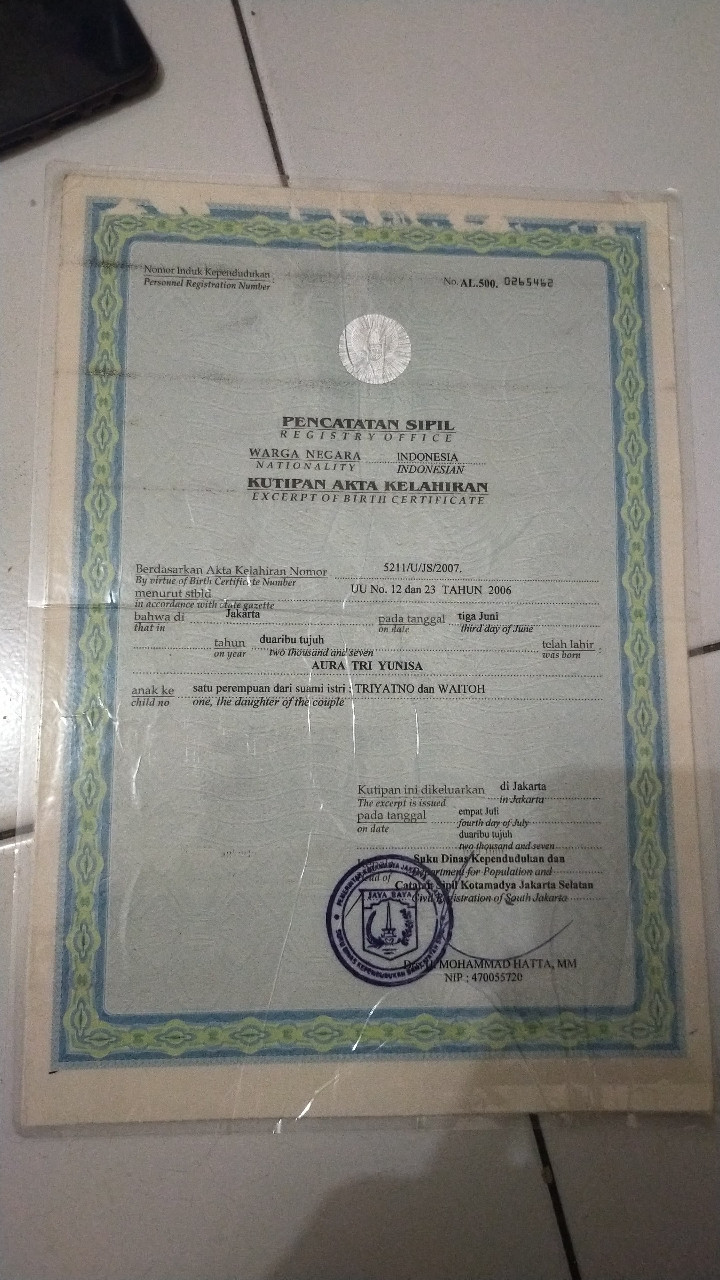 Nomor Induk Kependudukan
Personnel Registration Number
No. AL.500. 0265462
PENCATATAN SIPIL
REGISTRY OFFICE
WARGA NEGARA INDONESIA
NATIONALITY INDONESIAN
KUTIPAN AKTA KELAHIRAN
EXCERPT OF BIRTH CERTIFICATE
Berdasarkan Akta Kelahiran Nomor 5211/U/JS/2007.
By virtue of Birth Certificate Number
menurut stbld UU No. 12 dan 23 TAHUN 2006
in accordance with state gazette
bahwa di Jakarta pada tanggal tiga Juni
that in on date third day of June
tahun duaribu tujuh telah lahir
on year two thousand and seven was born
AURA TRI YUNISA
anak ke satu perempuan dari suami istri : TRIYATNO dan WAITOH
child no one, the daughter of the couple
Kutipan ini dikeluarkan di Jakarta
The excerpt is issued in Jakarta
pada tanggal empat Juli
on date fourth day of July
duaribu tujuh
two thousand and seven
Suku Dinas Kependudukan dan
Department for Population and
Head of
Catatan Sipil Kotamadya Jakarta Selatan
Civil Registration of South Jakarta
JAYA RAYA
MOHAMMAD HATTA, MM
NIP : 470055720